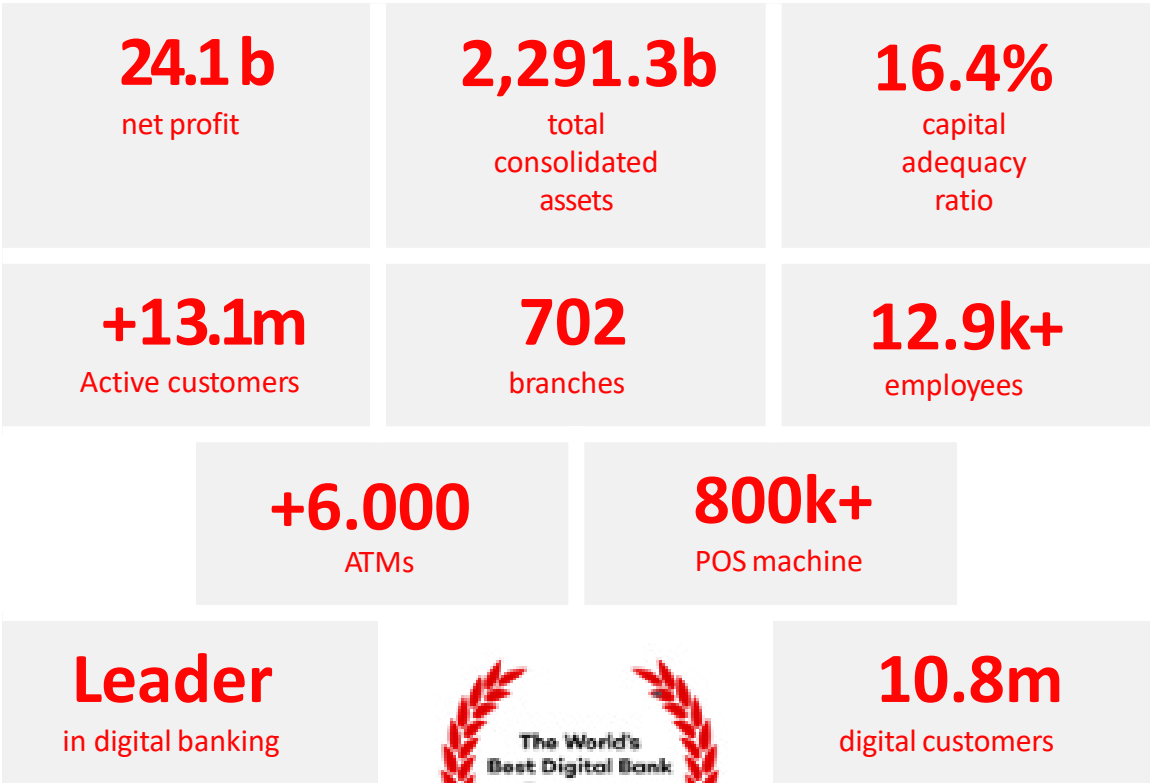 24.1 b
net profit
2,291.3b
total
consolidated
assets
16.4%
capital
adequacy
ratio
+13.1m
Active customers
702
branches
12.9k+
employees
+6.000
ATMs
800k+
POS machine
Leader
in digital banking
The World's
Best Digital Bank
10.8m
digital customers